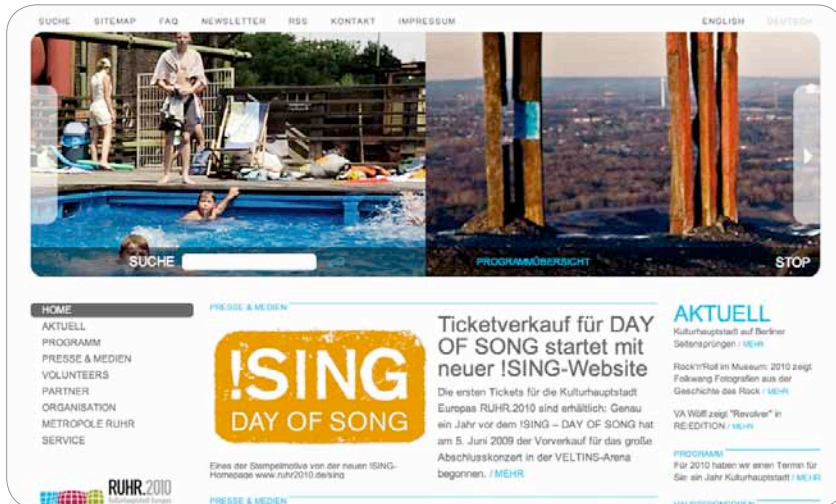 SUCHE SITEMAP FAQ NEWSLETTER RSS KONTAKT IMPRESSUM ENGLISH DEUTSCH
SUCHE
PROGRAMMÜBERSICHT
STOP
HOME
AKTUELL
PROGRAMM
PRESSE & MEDIEN
VOLUNTEERS
PARTNER
ORGANISATION
METROPOLE RUHR
SERVICE
RUHR.2010
Kulturhauptstadt Europas
PRESSE & MEDIEN
!SING
DAY OF SONG
Eines der Stempelmotive von der neuen !SING-
Homepage www.ruhr2010.de/sing
Ticketverkauf für DAY
OF SONG startet mit
neuer !SING-Website
Die ersten Tickets für die Kulturhauptstadt
Europas RUHR.2010 sind erhältlich: Genau
ein Jahr vor dem !SING – DAY OF SONG hat
am 5. Juni 2009 der Vorverkauf für das große
Abschlusskonzert in der VELTINS-Arena
begonnen. / MEHR
PRESSE & MEDIEN
AKTUELL
Kulturhauptstadt auf Berliner
Seitensprüngen / MEHR
Rock'n'Roll im Museum: 2010 zeigt
Folkwang Fotografien aus der
Geschichte des Rock / MEHR
VA Wölfl zeigt "Revolver" in
RE:EDITION / MEHR
PROGRAMM
Für 2010 haben wir einen Termin für
Sie: ein Jahr Kulturhauptstadt / MEHR